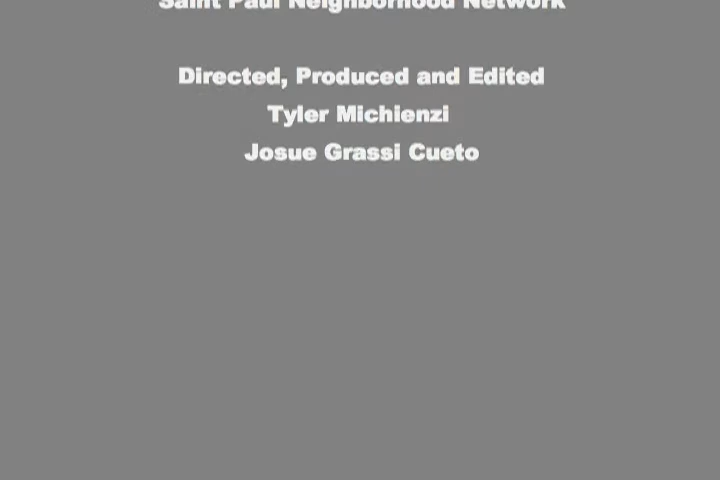 Saint Paul Neighborhood Network
Directed, Produced and Edited
Tyler Michienzi
Josue Grassi Cueto